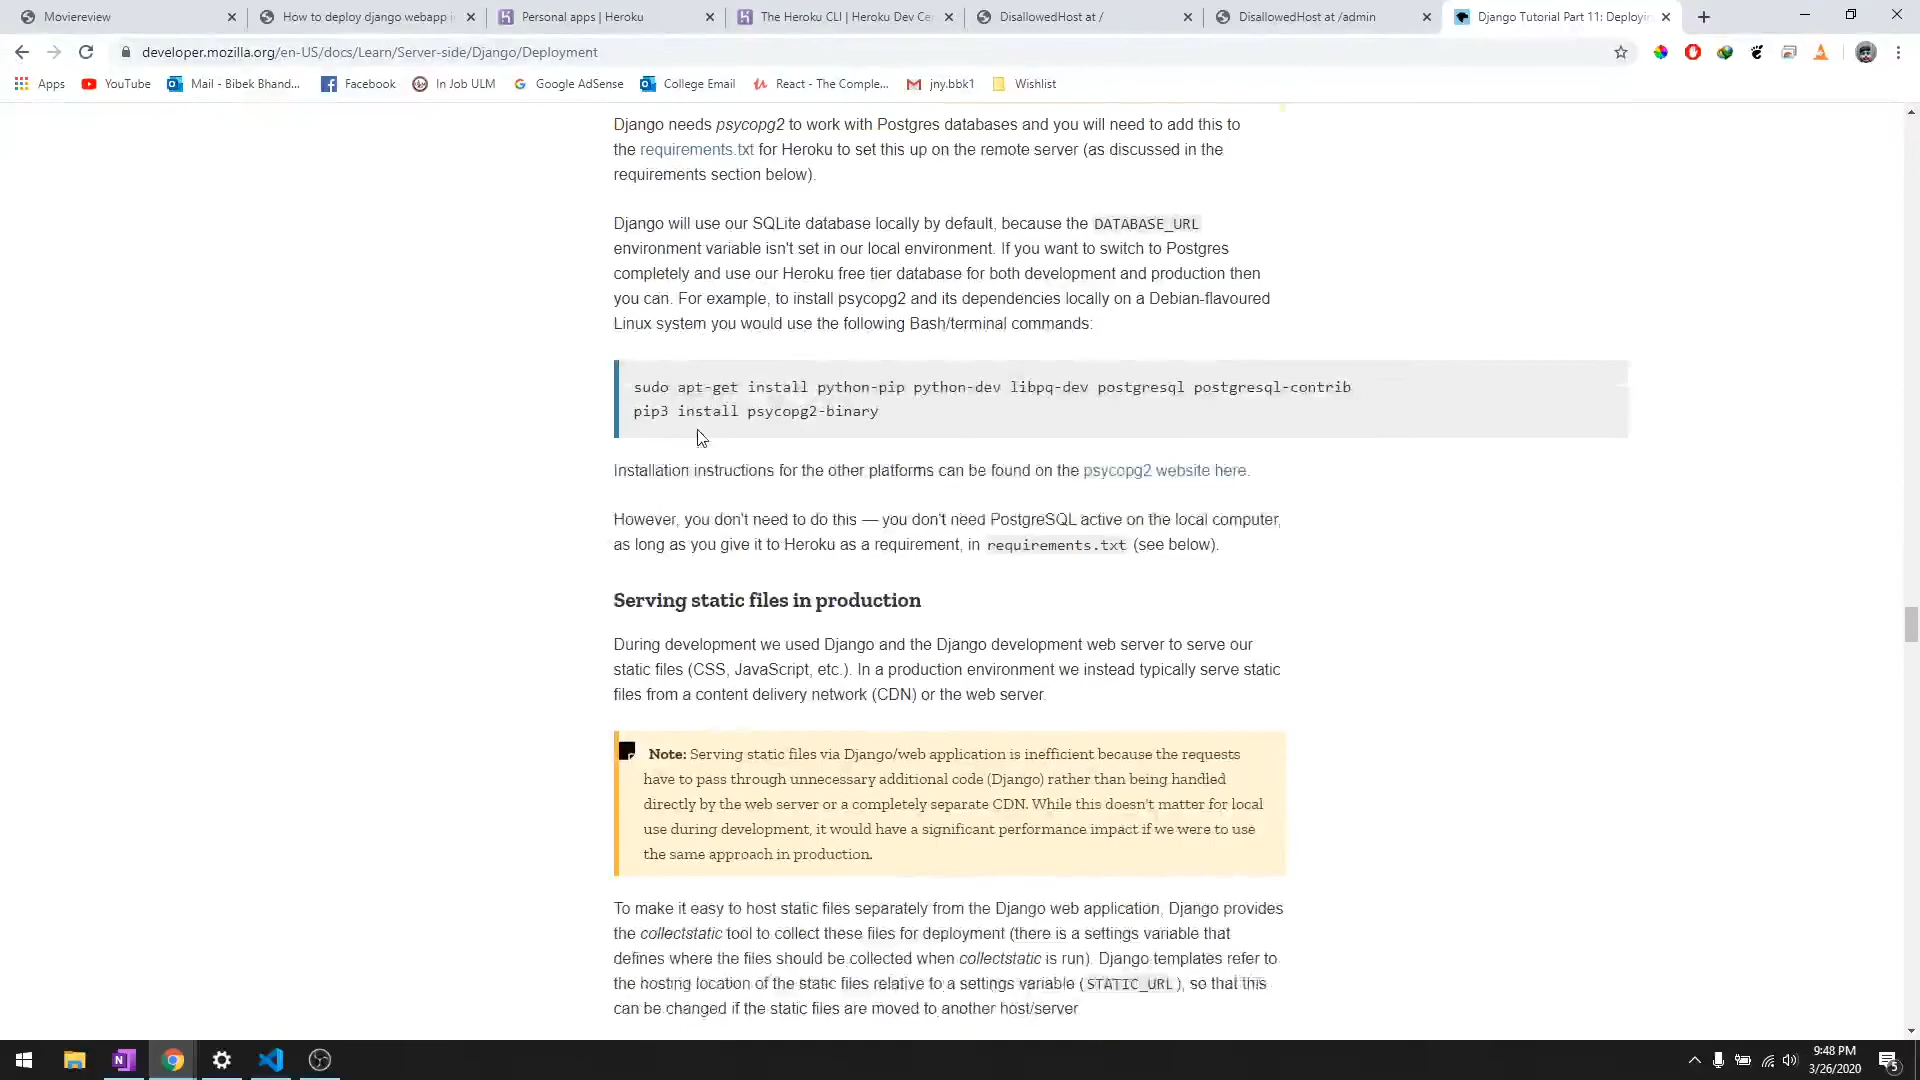 Moviereview
How to deploy django webapp i
Personal apps | Heroku
The Heroku CLI | Heroku Dev Ce
DisallowedHost at /
DisallowedHost at /admin
Django Tutorial Part 11: Deployi
developer.mozilla.org/en-US/docs/Learn/Server-side/Django/Deployment
Apps
YouTube
Mail - Bibek Bhand...
Facebook
In Job ULM
Google AdSense
College Email
React - The Comple...
jny.bbk1
Wishlist
Django needs psycopg2 to work with Postgres databases and you will need to add this to
the requirements.txt for Heroku to set this up on the remote server (as discussed in the
requirements section below).
Django will use our SQLite database locally by default, because the DATABASE_URL
environment variable isn't set in our local environment. If you want to switch to Postgres
completely and use our Heroku free tier database for both development and production then
you can. For example, to install psycopg2 and its dependencies locally on a Debian-flavoured
Linux system you would use the following Bash/terminal commands:
sudo apt-get install python-pip python-dev libpq-dev postgresql postgresql-contrib
pip3 install psycopg2-binary
Installation instructions for the other platforms can be found on the psycopg2 website here.
However, you don't need to do this — you don't need PostgreSQL active on the local computer,
as long as you give it to Heroku as a requirement, in requirements.txt (see below).
Serving static files in production
During development we used Django and the Django development web server to serve our
static files (CSS, JavaScript, etc.). In a production environment we instead typically serve static
files from a content delivery network (CDN) or the web server.
Note: Serving static files via Django/web application is inefficient because the requests
have to pass through unnecessary additional code (Django) rather than being handled
directly by the web server or a completely separate CDN. While this doesn't matter for local
use during development, it would have a significant performance impact if we were to use
the same approach in production.
To make it easy to host static files separately from the Django web application, Django provides
the collectstatic tool to collect these files for deployment (there is a settings variable that
defines where the files should be collected when collectstatic is run). Django templates refer to
the hosting location of the static files relative to a settings variable (STATIC_URL), so that this
can be changed if the static files are moved to another host/server
9:48 PM
3/26/2020
5